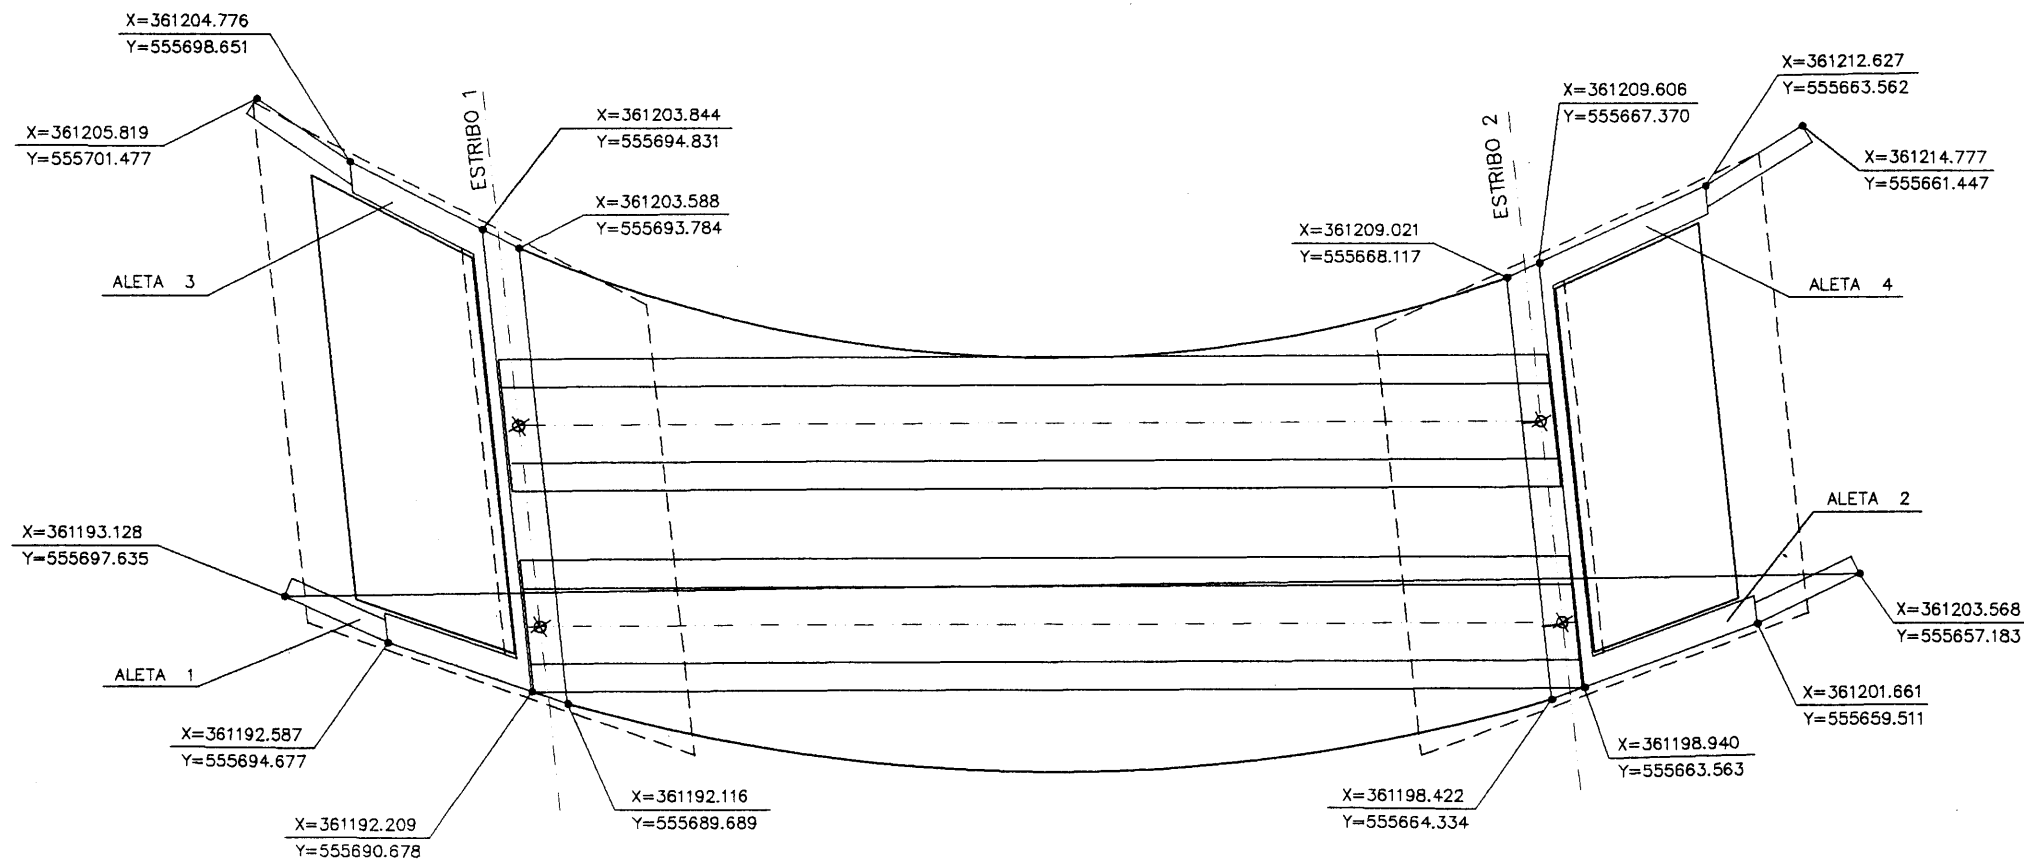 X=361204.776
Y=555698.651
X=361205.819
Y=555701.477
ESTRIBO 1
X=361203.844
Y=555694.831
X=361203.588
Y=555693.784
ALETA 3
X=361209.021
Y=555668.117
ESTRIBO 2
X=361209.606
Y=555667.370
X=361212.627
Y=555663.562
X=361214.777
Y=555661.447
ALETA 4
X=361193.128
Y=555697.635
ALETA 1
X=361192.587
Y=555694.677
X=361192.209
Y=555690.678
X=361192.116
Y=555689.689
ALETA 2
X=361203.568
Y=555657.183
X=361201.661
Y=555659.511
X=361198.940
Y=555663.563
X=361198.422
Y=555664.334